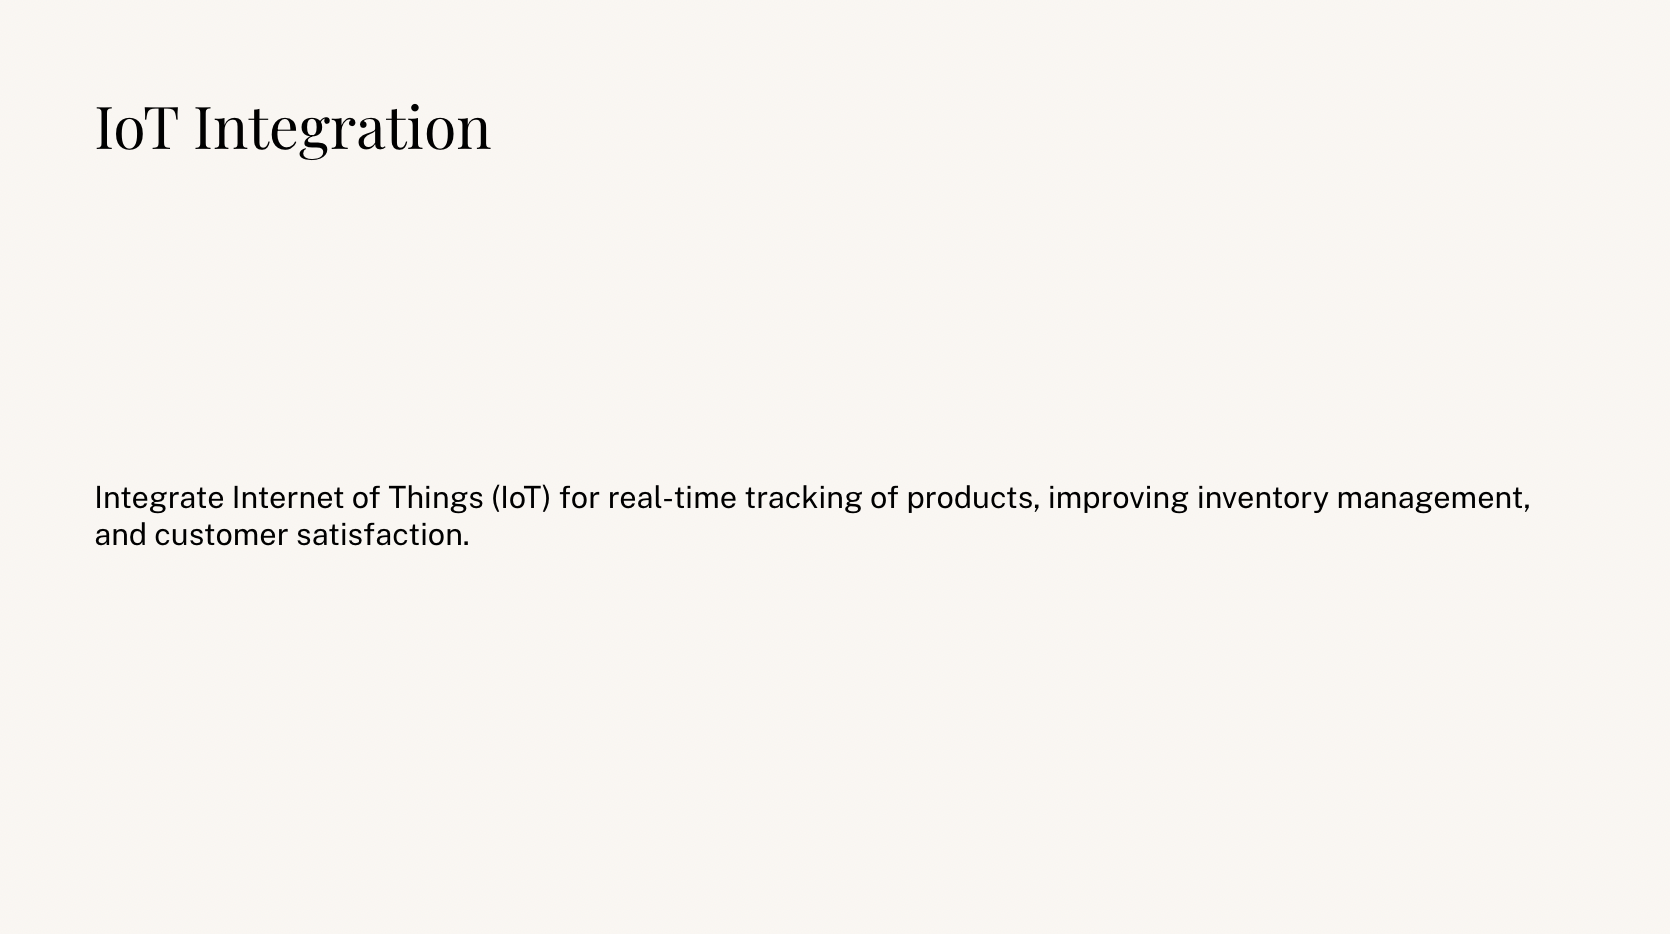 IoT Integration
Integrate Internet of Things (IoT) for real-time tracking of products, improving inventory management,
and customer satisfaction.